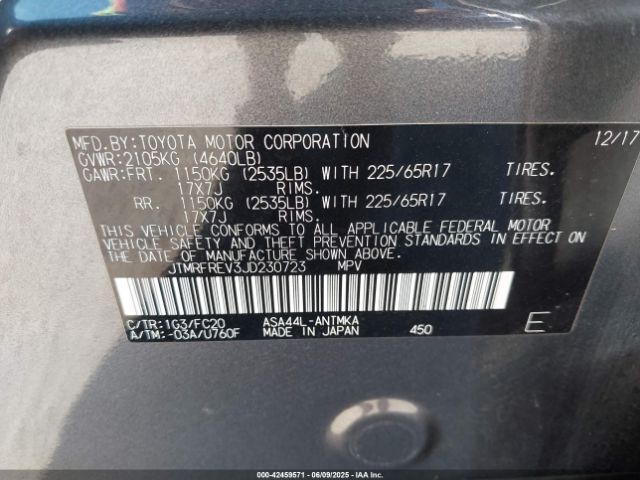 MFD.BY:TOYOTA MOTOR CORPORATION 12/17
GVWR:2105KG (4640LB)
GAWR:FRT. 1150KG (2535LB) WITH 225/65R17 TIRES.
17X7J RIMS.
RR. 1150KG (2535LB) WITH 225/65R17 TIRES.
17X7J RIMS.
THIS VEHICLE CONFORMS TO ALL APPLICABLE FEDERAL MOTOR
VEHICLE SAFETY AND THEFT PREVENTION STANDARDS IN EFFECT ON
THE DATE OF MANUFACTURE SHOWN ABOVE.
JTMRFREV3JD230723 MPV
C/TR:1G3/FC20 ASA44L-ANTMKA
A/TM:-03A/U760F MADE IN JAPAN 450 E
000-42459571 - 06/09/2025 - IAAI.com